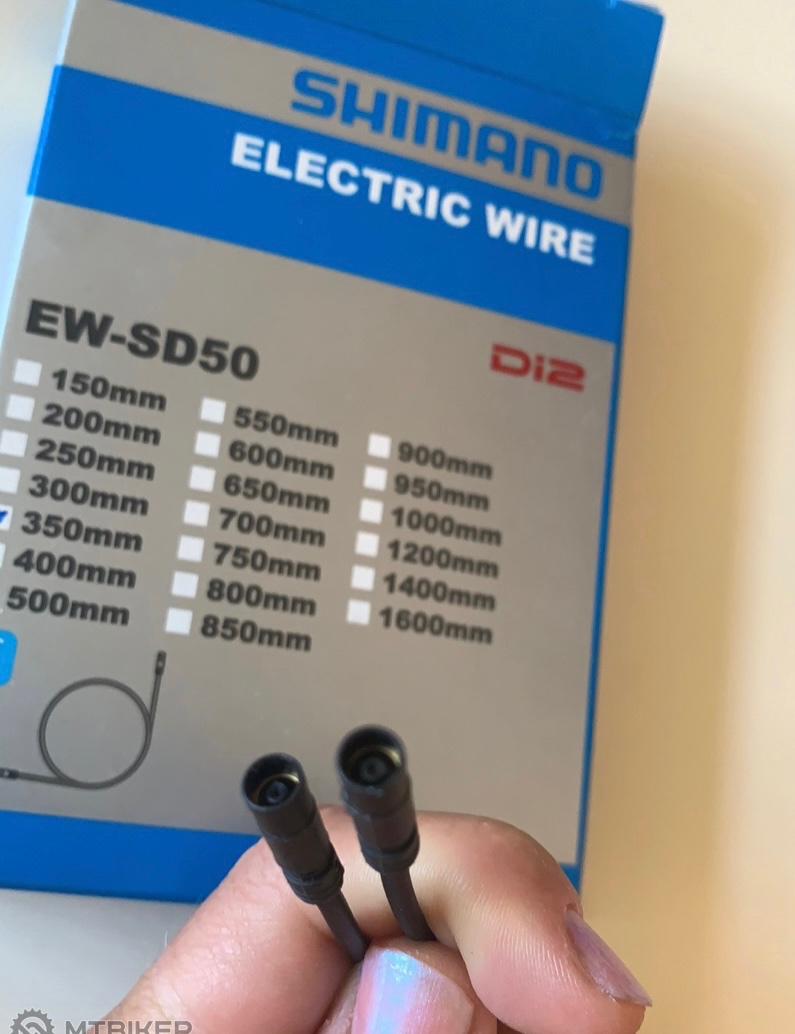 SHIMANO
ELECTRIC WIRE
EW-SD50
Di2
150mm
200mm
250mm
300mm
350mm
400mm
500mm
550mm
600mm
650mm
700mm
750mm
800mm
850mm
900mm
950mm
1000mm
1200mm
1400mm
1600mm
MTBIKER